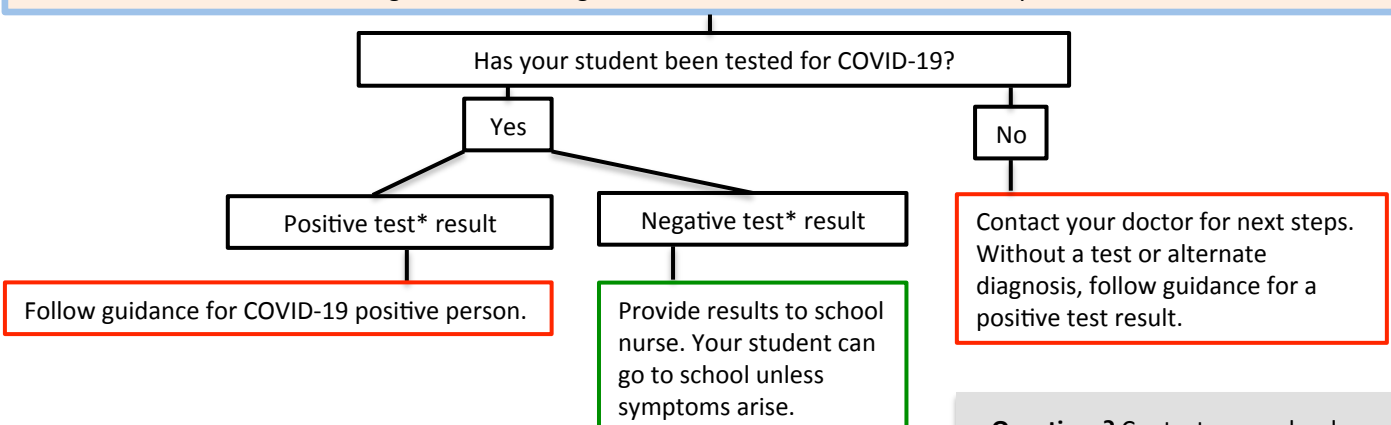 Has your student been tested for COVID-19?
Yes
No
Positive test* result
Negative test* result
Contact your doctor for next steps.
Without a test or alternate
diagnosis, follow guidance for a
positive test result.
Follow guidance for COVID-19 positive person.
Provide results to school
nurse. Your student can
go to school unless
symptoms arise.